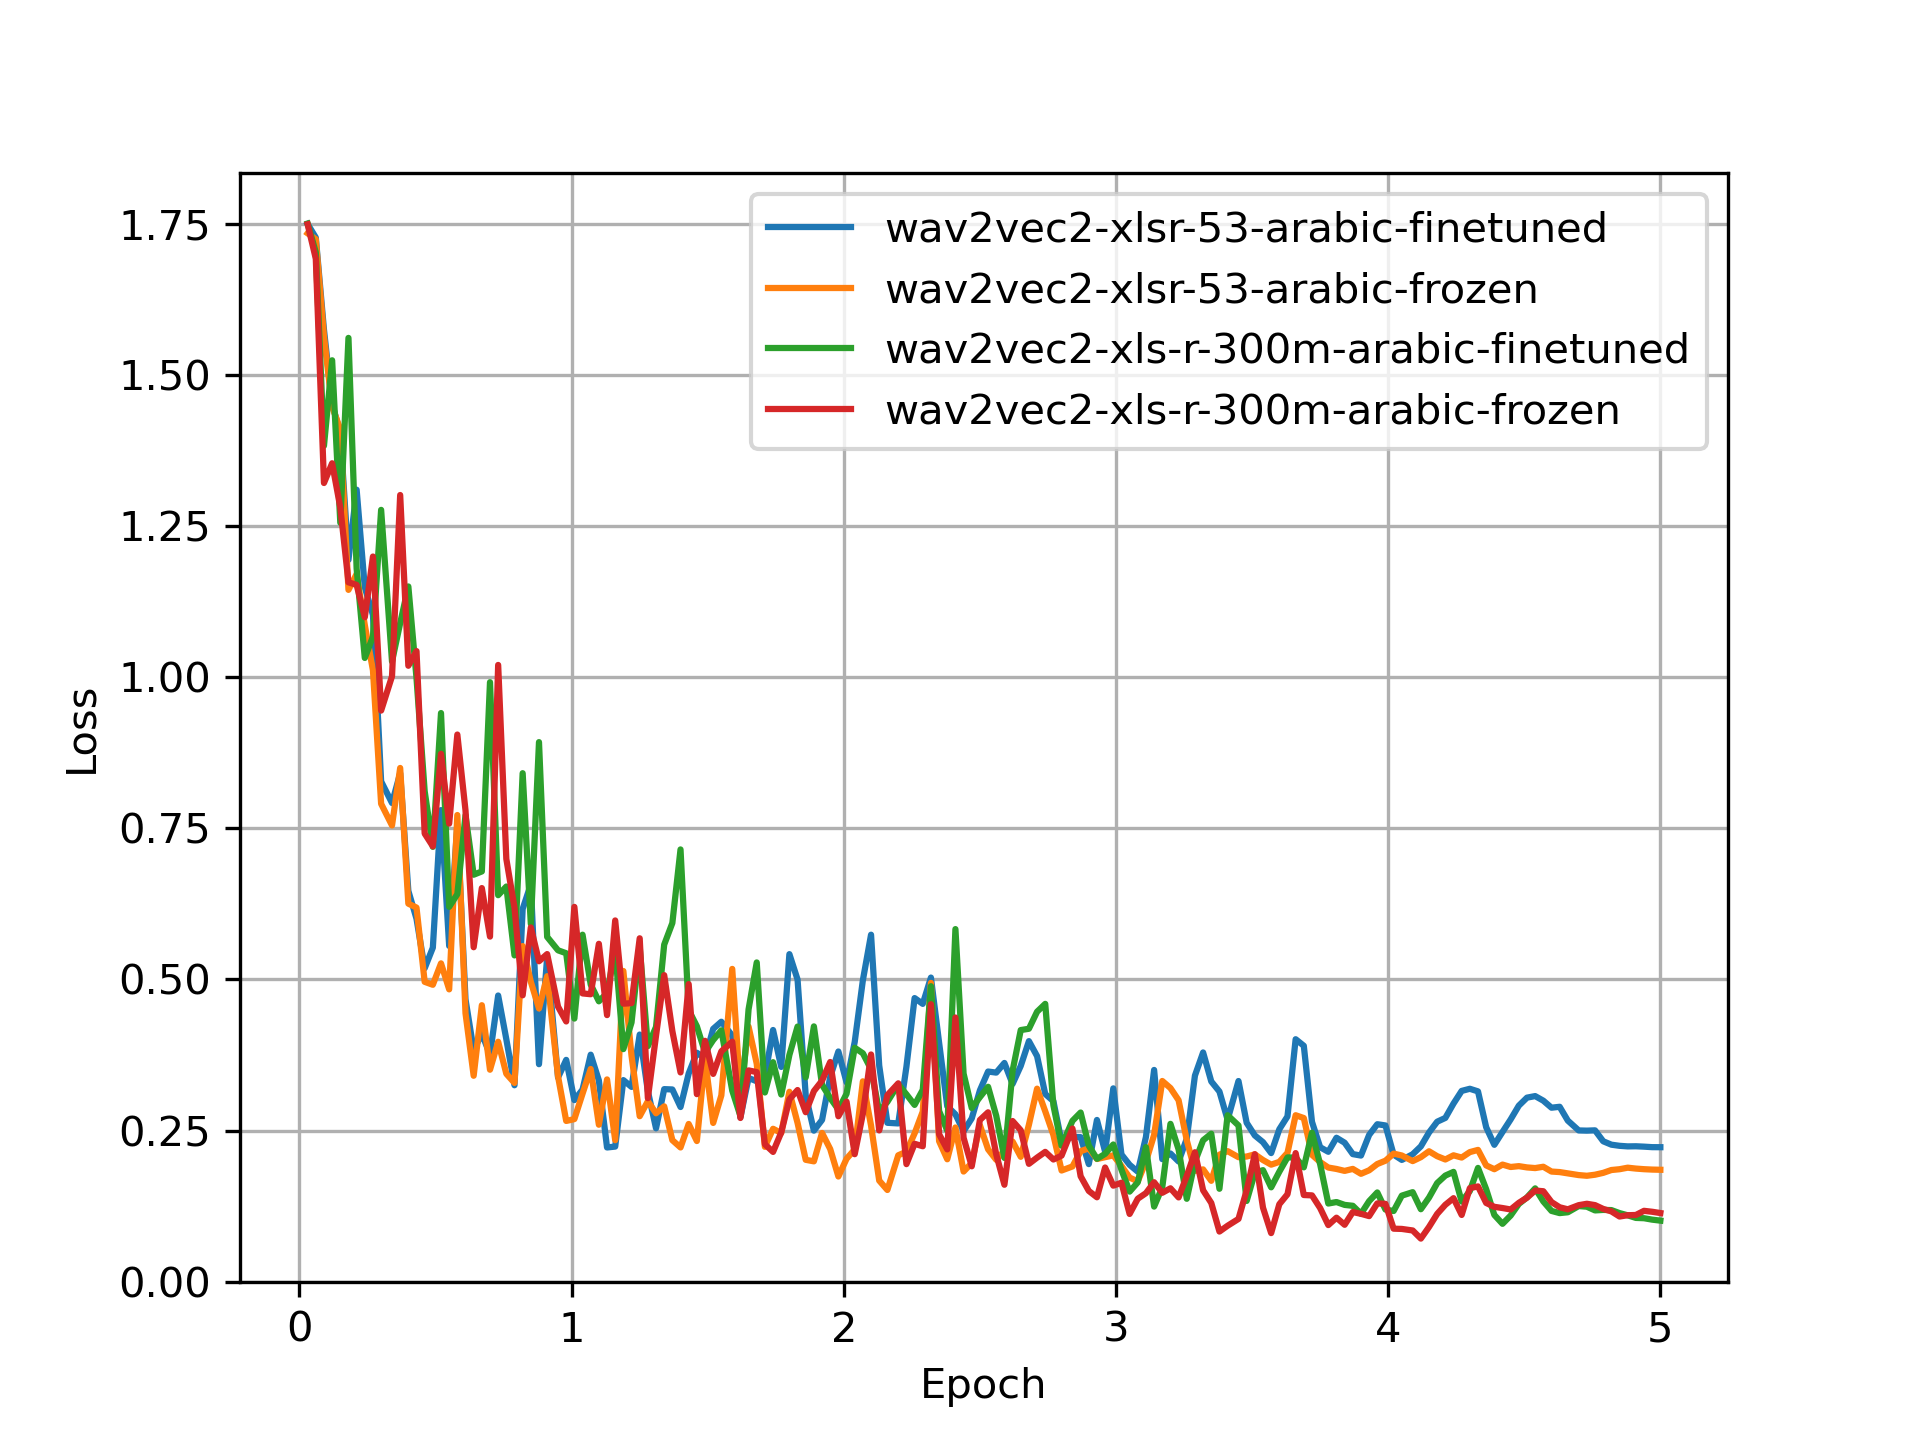 wav2vec2-xlsr-53-arabic-finetuned
wav2vec2-xlsr-53-arabic-frozen
wav2vec2-xls-r-300m-arabic-finetuned
wav2vec2-xls-r-300m-arabic-frozen
1.75
1.50
1.25
1.00
0.75
0.50
0.25
0.00
Loss
0 1 2 3 4 5
Epoch